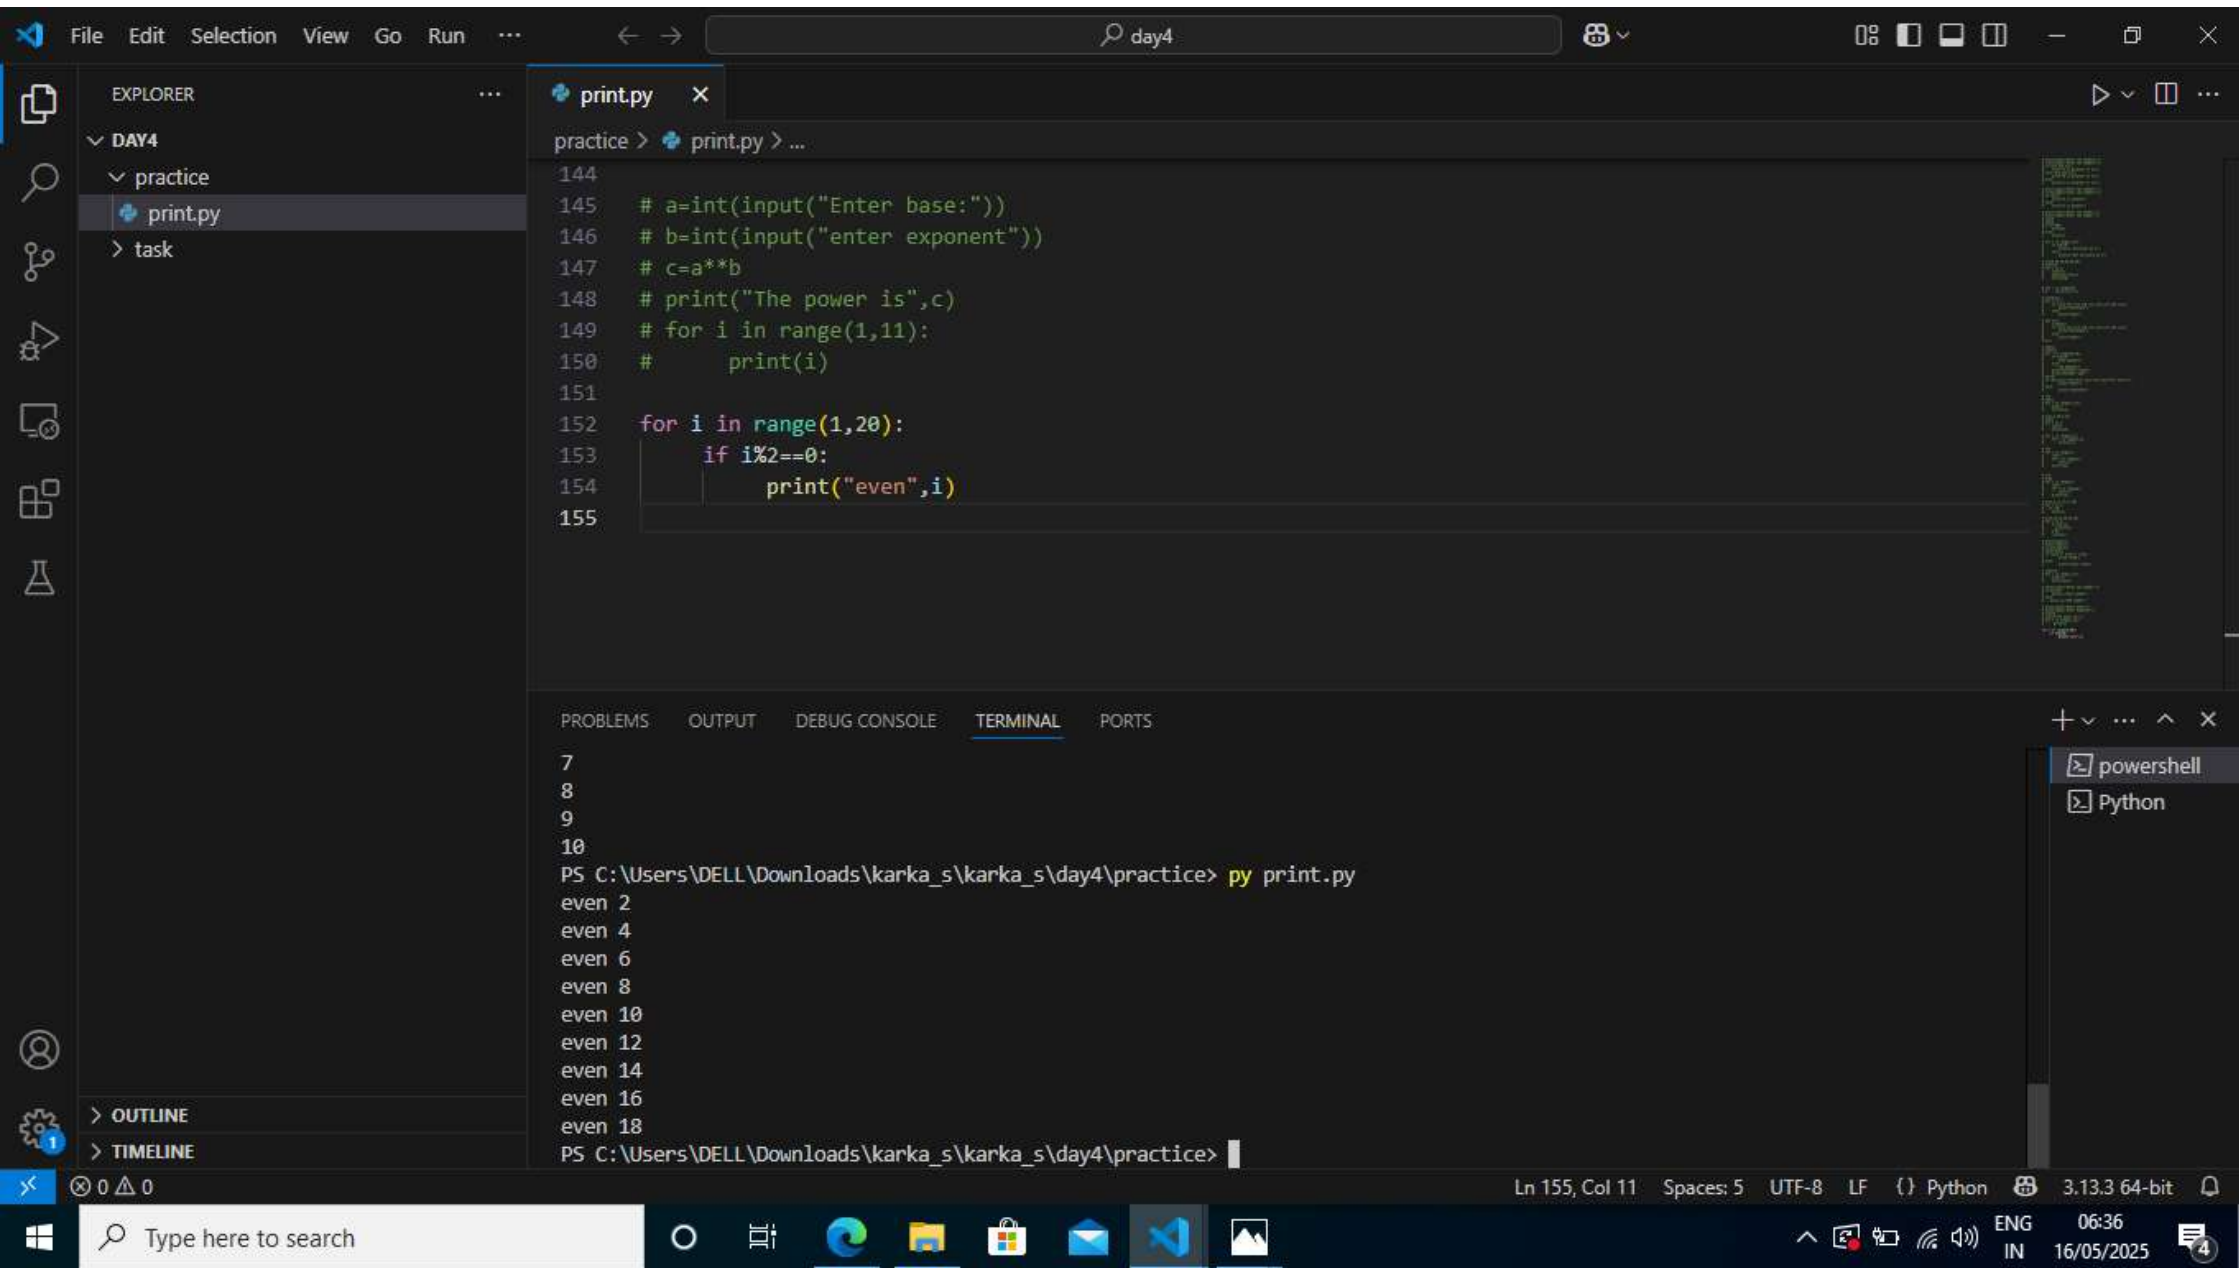 File Edit Selection View Go Run ··· day4
EXPLORER ···
DAY4
practice
print.py
task
OUTLINE
TIMELINE
print.py
practice > print.py > ...
144
145 # a=int(input("Enter base:"))
146 # b=int(input("enter exponent"))
147 # c=a**b
148 # print("The power is",c)
149 # for i in range(1,11):
150 #      print(i)
151
152 for i in range(1,20):
153      if i%2==0:
154           print("even",i)
155
PROBLEMS OUTPUT DEBUG CONSOLE TERMINAL PORTS
7
8
9
10
PS C:\Users\DELL\Downloads\karka_s\karka_s\day4\practice> py print.py
even 2
even 4
even 6
even 8
even 10
even 12
even 14
even 16
even 18
PS C:\Users\DELL\Downloads\karka_s\karka_s\day4\practice>
powershell
Python
1
0 0 Ln 155, Col 11 Spaces: 5 UTF-8 LF {} Python 3.13.3 64-bit
Type here to search
ENG
IN
06:36
16/05/2025
4